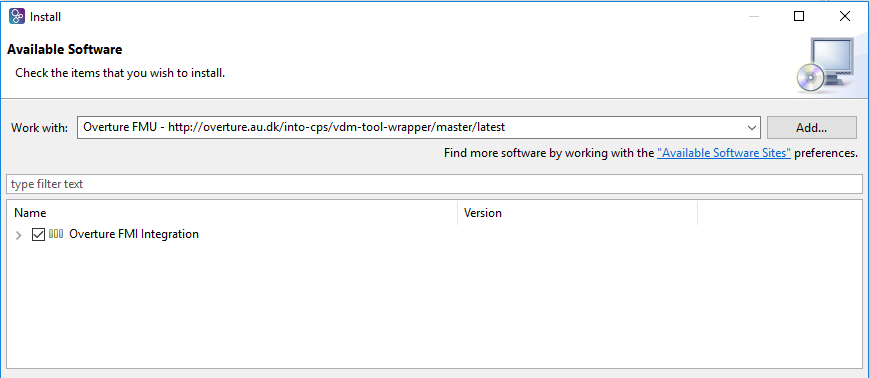 Install
Available Software
Check the items that you wish to install.
Work with: Overture FMU - http://overture.au.dk/into-cps/vdm-tool-wrapper/master/latest Add...
Find more software by working with the "Available Software Sites" preferences.
type filter text
Name Version
Overture FMI Integration